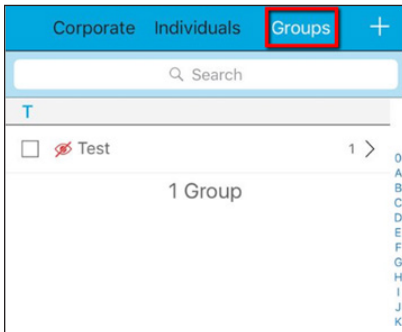 Corporate Individuals Groups +
Search
T
Test 1 >
1 Group
0
A
B
C
D
E
F
G
H
I
J
K